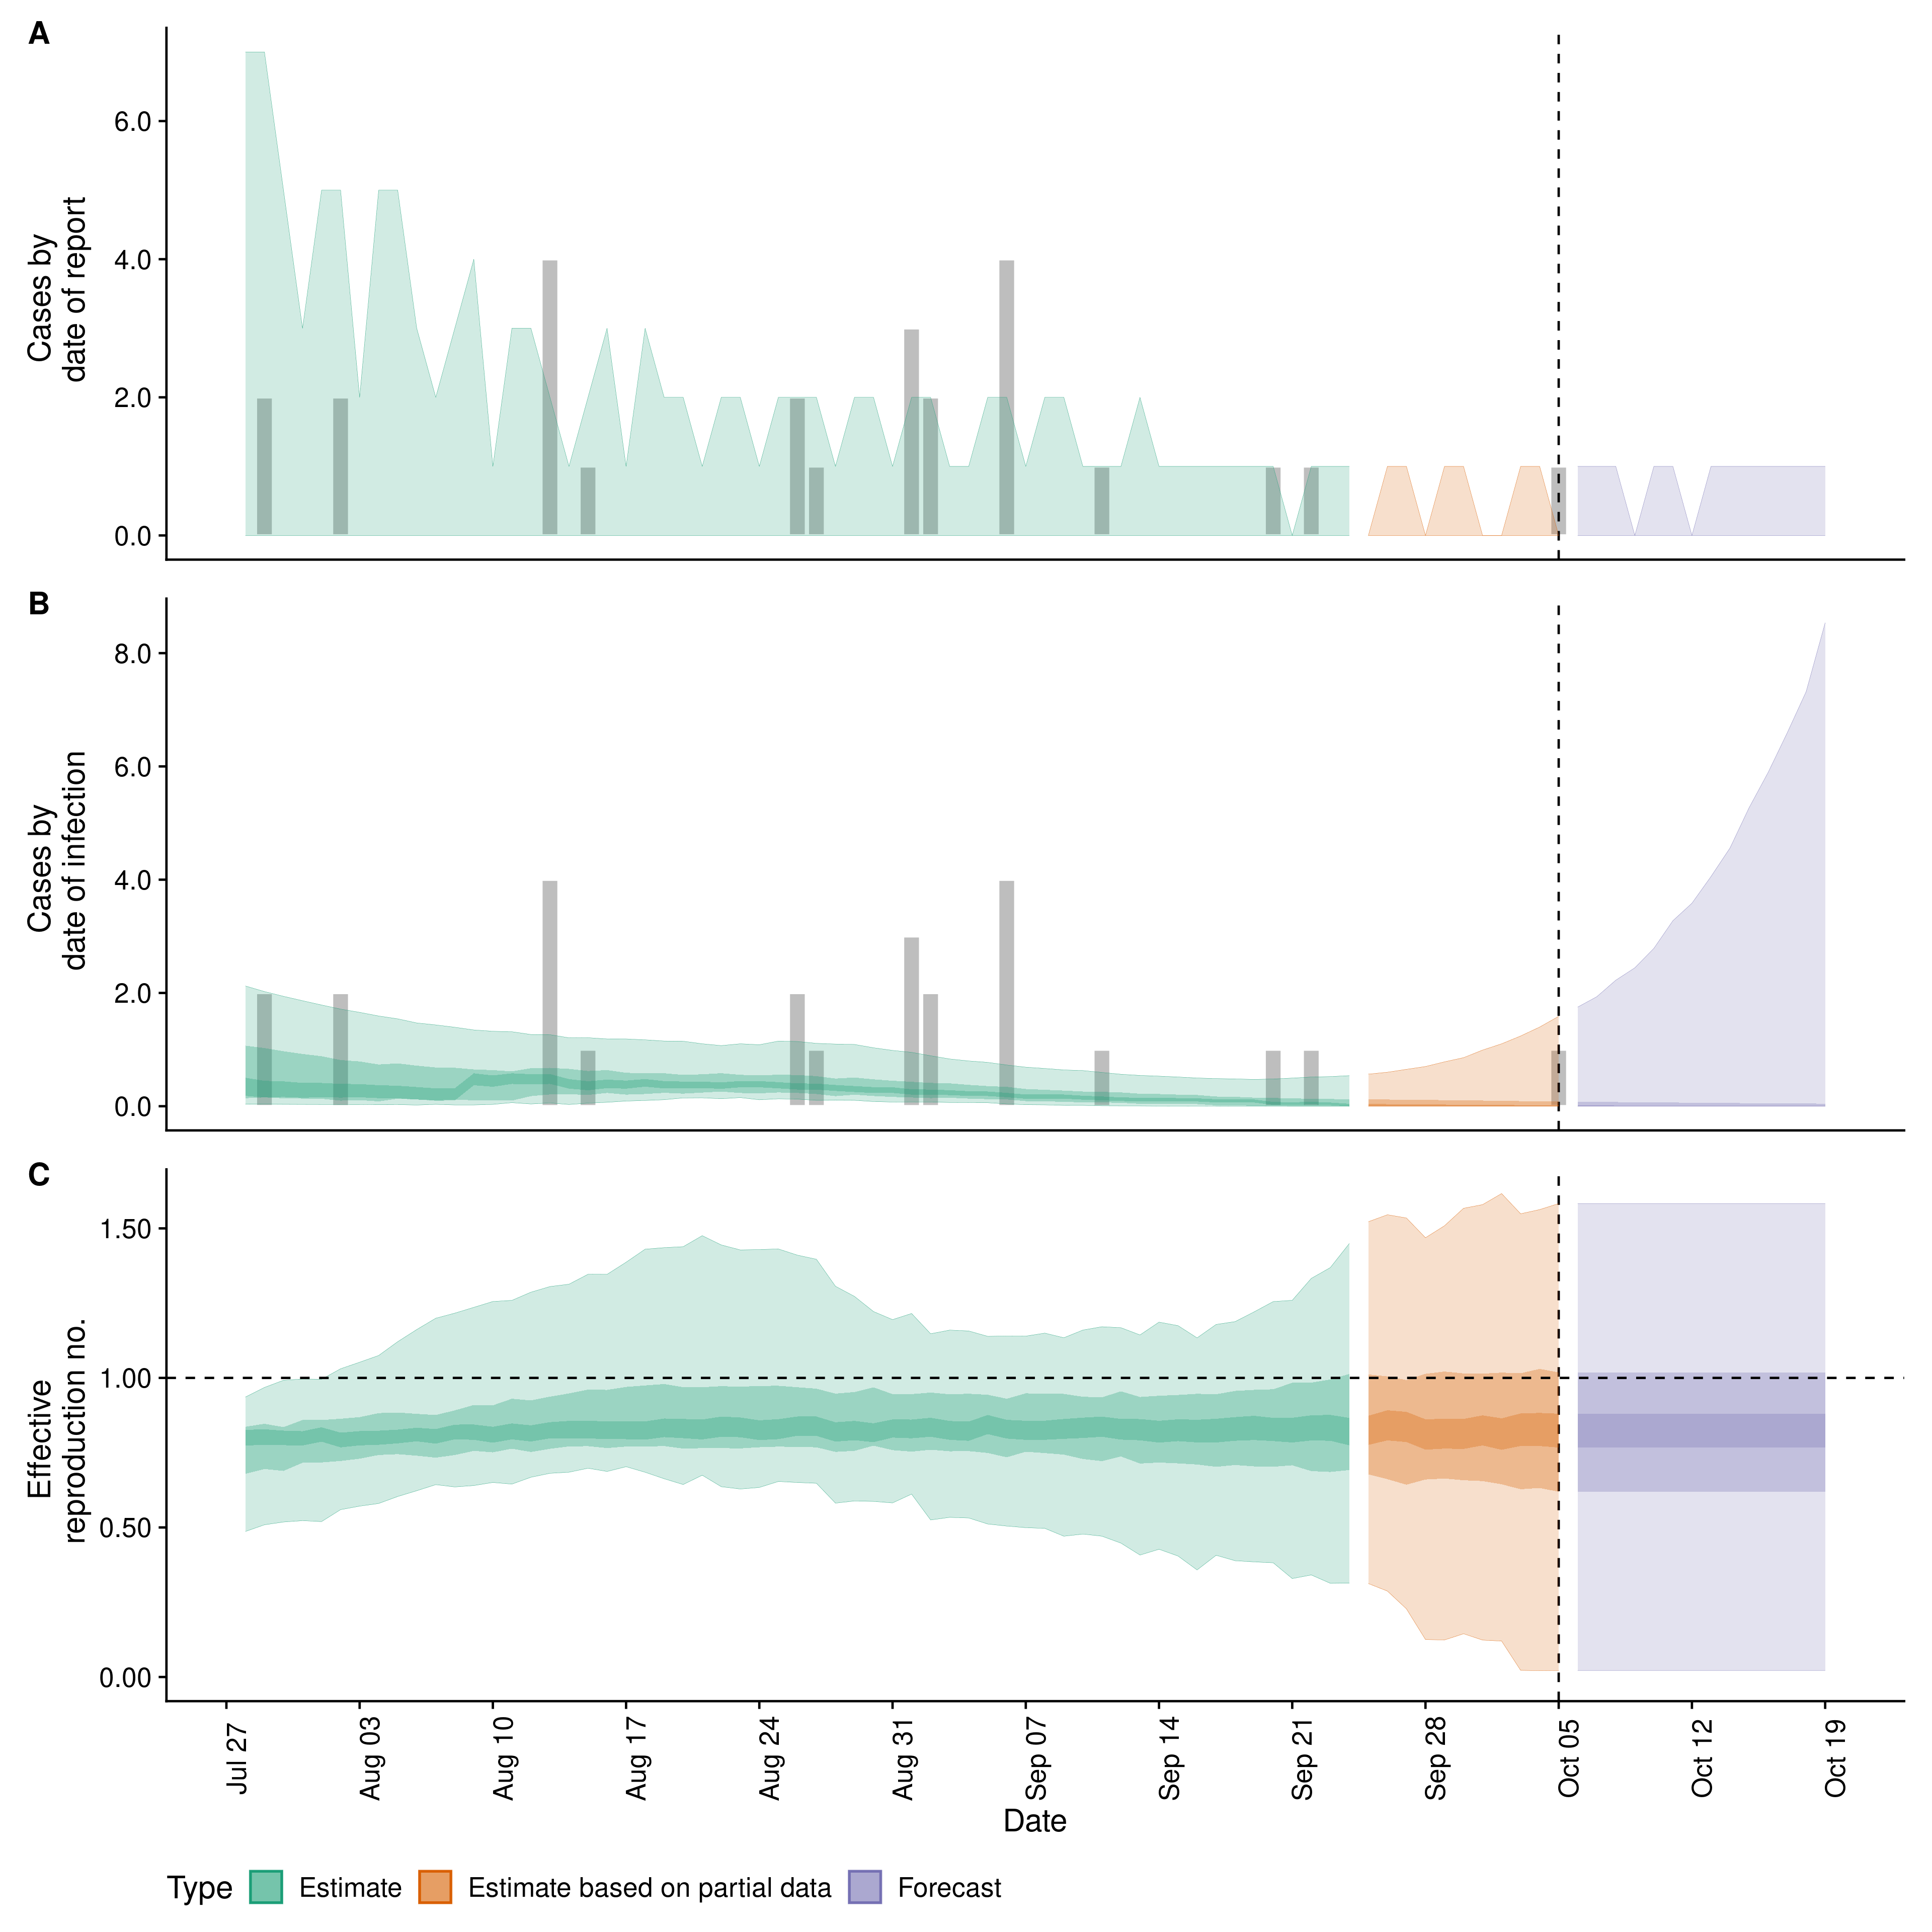 A
Cases by
date of report
6.0
4.0
2.0
0.0
B
Cases by
date of infection
8.0
6.0
4.0
2.0
0.0
C
Effective
reproduction no.
1.50
1.00
0.50
0.00
Jul 27
Aug 03
Aug 10
Aug 17
Aug 24
Aug 31
Sep 07
Sep 14
Sep 21
Sep 28
Oct 05
Oct 12
Oct 19
Date
Type
Estimate
Estimate based on partial data
Forecast